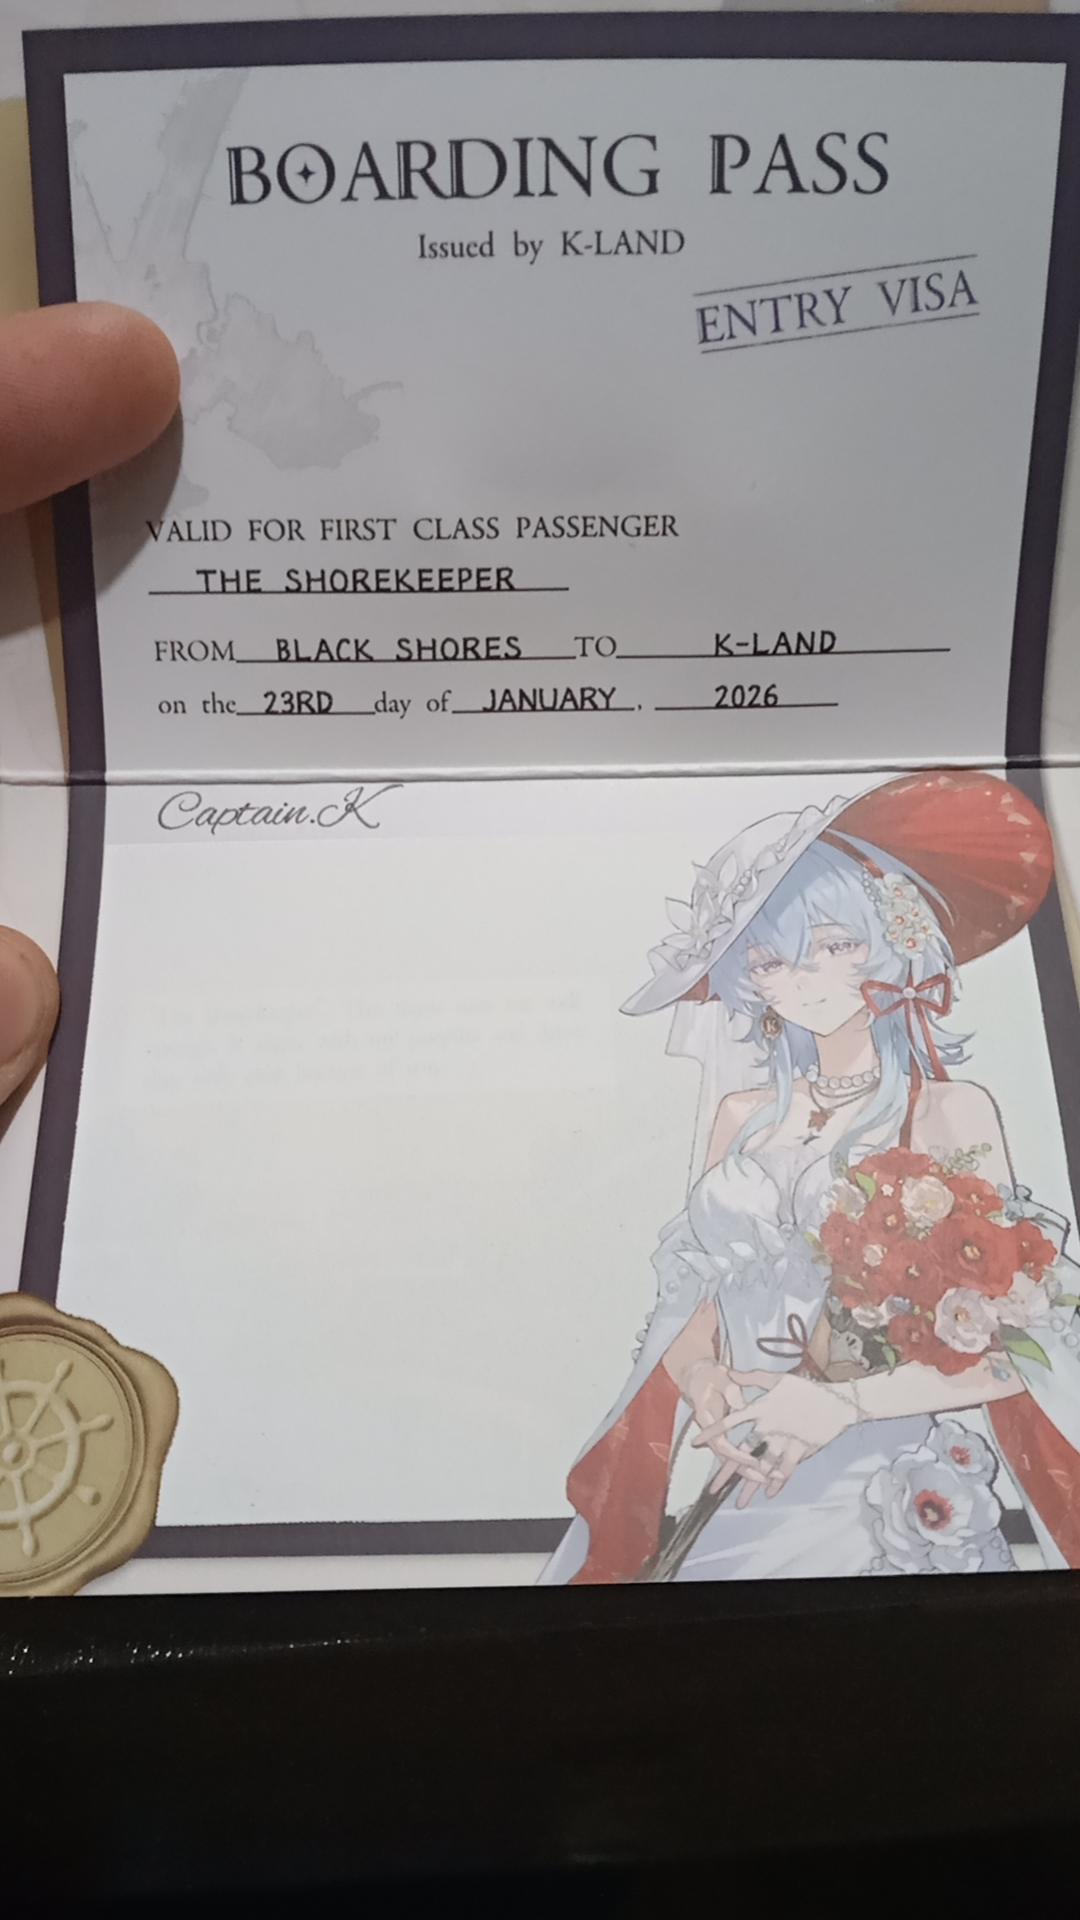 BOARDING PASS
Issued by K-LAND
ENTRY VISA
VALID FOR FIRST CLASS PASSENGER
THE SHOREKEEPER
FROM BLACK SHORES TO K-LAND
on the 23RD day of JANUARY, 2026
Captain.K